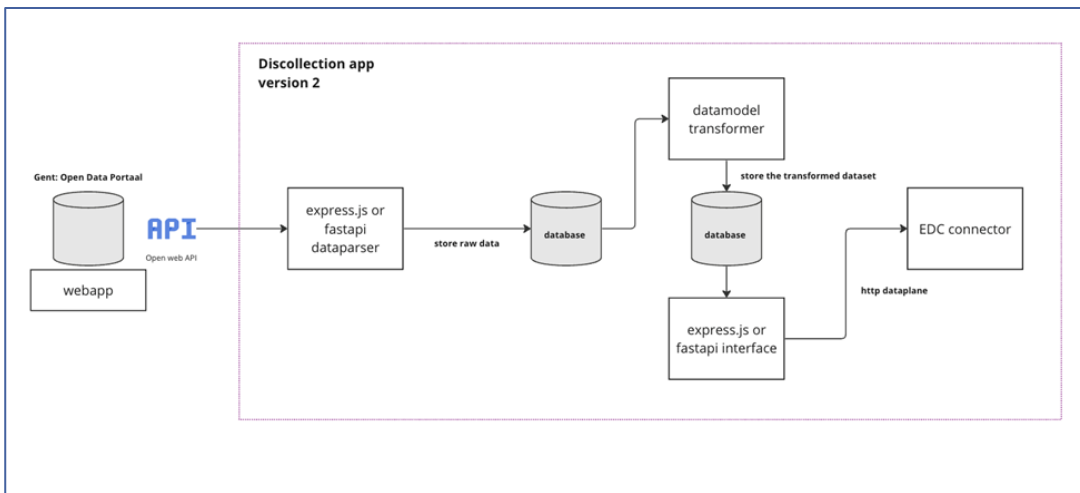 Discollection app
version 2
Gent: Open Data Portaal
API
Open web API
webapp
express.js or
fastapi
dataparser
store raw data
database
datamodel
transformer
store the transformed dataset
database
express.js or
fastapi interface
http dataplane
EDC connector